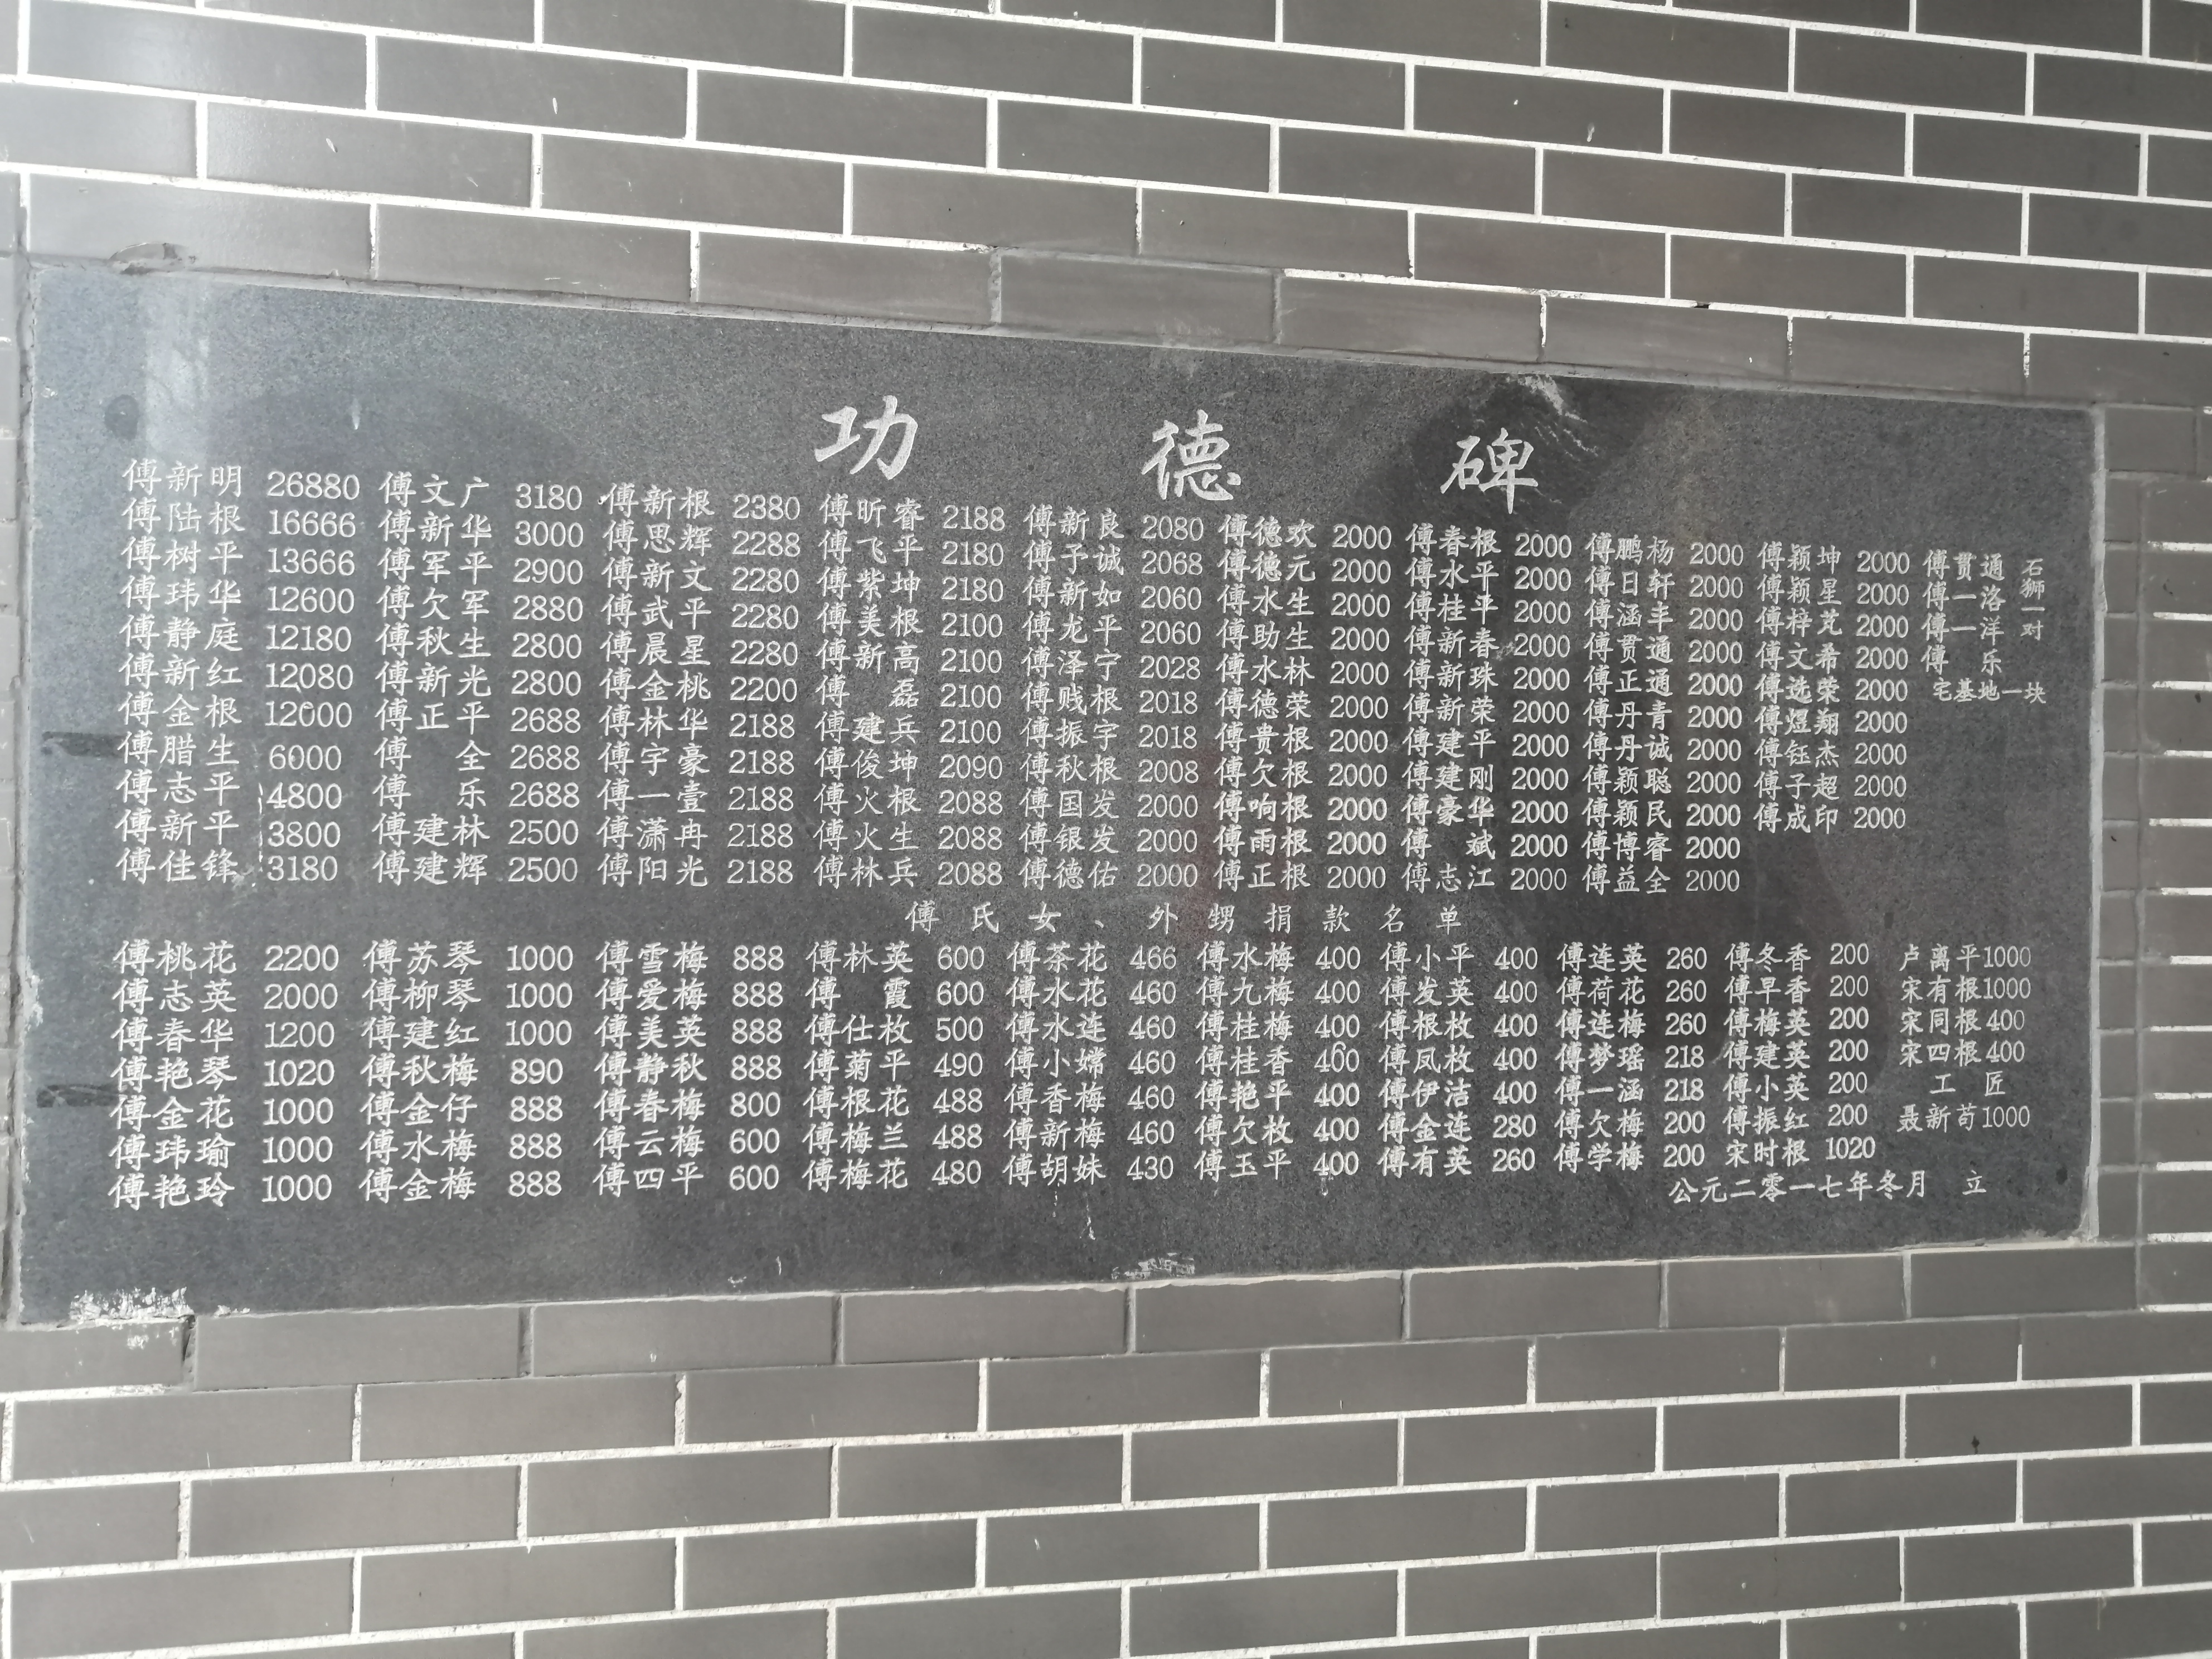 功 德 碑
傅新明 26880 傅文广 3180 傅新根 2380 傅昕睿 2188 傅新良 2080 傅德欢 2000 傅春根 2000 傅鹏杨 2000 傅颖坤 2000 傅贯通 石狮一对
傅陆根 16666 傅新华 3000 傅思辉 2288 傅飞平 2180 傅予诚 2068 傅德元 2000 傅水平 2000 傅日轩 2000 傅颖星 2000 傅一洛
傅树平 13666 傅军平 2900 傅新文 2280 傅紫坤 2180 傅新如 2060 傅水生 2000 傅桂平 2000 傅涵丰 2000 傅梓芃 2000 傅一洋
傅玮华 12600 傅欠军 2880 傅武平 2280 傅美根 2100 傅龙平 2060 傅助生 2000 傅新春 2000 傅贯通 2000 傅文希 2000 傅 乐
傅静庭 12180 傅秋生 2800 傅晨星 2280 傅新高 2100 傅泽宁 2028 傅水林 2000 傅新珠 2000 傅正通 2000 傅选荣 2000 宅基地一块
傅新红 12080 傅新光 2800 傅金桃 2200 傅 磊 2100 傅贱根 2018 傅德荣 2000 傅新荣 2000 傅丹青 2000 傅煜翔 2000
傅金根 12000 傅正平 2688 傅林华 2188 傅建兵 2100 傅振宇 2018 傅贵根 2000 傅建平 2000 傅丹诚 2000 傅钰杰 2000
傅腊生 6000 傅 全 2688 傅宇豪 2188 傅俊坤 2090 傅秋根 2008 傅欠根 2000 傅建刚 2000 傅颖聪 2000 傅子超 2000
傅志平 4800 傅 乐 2688 傅一壹 2188 傅火根 2088 傅国发 2000 傅响根 2000 傅豪华 2000 傅颖民 2000 傅成印 2000
傅新平 3800 傅建林 2500 傅潇冉 2188 傅火生 2088 傅银发 2000 傅雨根 2000 傅 斌 2000 傅博睿 2000
傅佳锋 3180 傅建辉 2500 傅阳光 2188 傅林兵 2088 傅德佑 2000 傅正根 2000 傅志江 2000 傅益全 2000
傅氏女、外甥捐款名单
傅桃花 2200 傅苏琴 1000 傅雪梅 888 傅林英 600 傅茶花 466 傅水梅 400 傅小平 400 傅连英 260 傅冬香 200 卢离平1000
傅志英 2000 傅柳琴 1000 傅爱梅 888 傅 霞 600 傅水花 460 傅九梅 400 傅发英 400 傅荷花 260 傅早香 200 宋有根1000
傅春华 1200 傅建红 1000 傅美英 888 傅仕枚 500 傅水连 460 傅桂梅 400 傅根枚 400 傅连梅 260 傅梅英 200 宋同根400
傅艳琴 1020 傅秋梅 890 傅静秋 888 傅菊平 490 傅小嫦 460 傅桂香 400 傅凤枚 400 傅梦瑶 218 傅建英 200 宋四根400
傅金花 1000 傅金仔 888 傅春梅 800 傅根花 488 傅香梅 460 傅艳平 400 傅伊洁 400 傅一涵 218 傅小英 200 工 匠
傅玮瑜 1000 傅水梅 888 傅云梅 600 傅梅兰 488 傅新梅 460 傅欠枚 400 傅金连 280 傅欠梅 200 傅振红 200 聂新苟1000
傅艳玲 1000 傅金梅 888 傅四平 600 傅梅花 480 傅胡妹 430 傅玉平 400 傅有英 260 傅学梅 200 宋时根 1020
公元二零一七年冬月 立